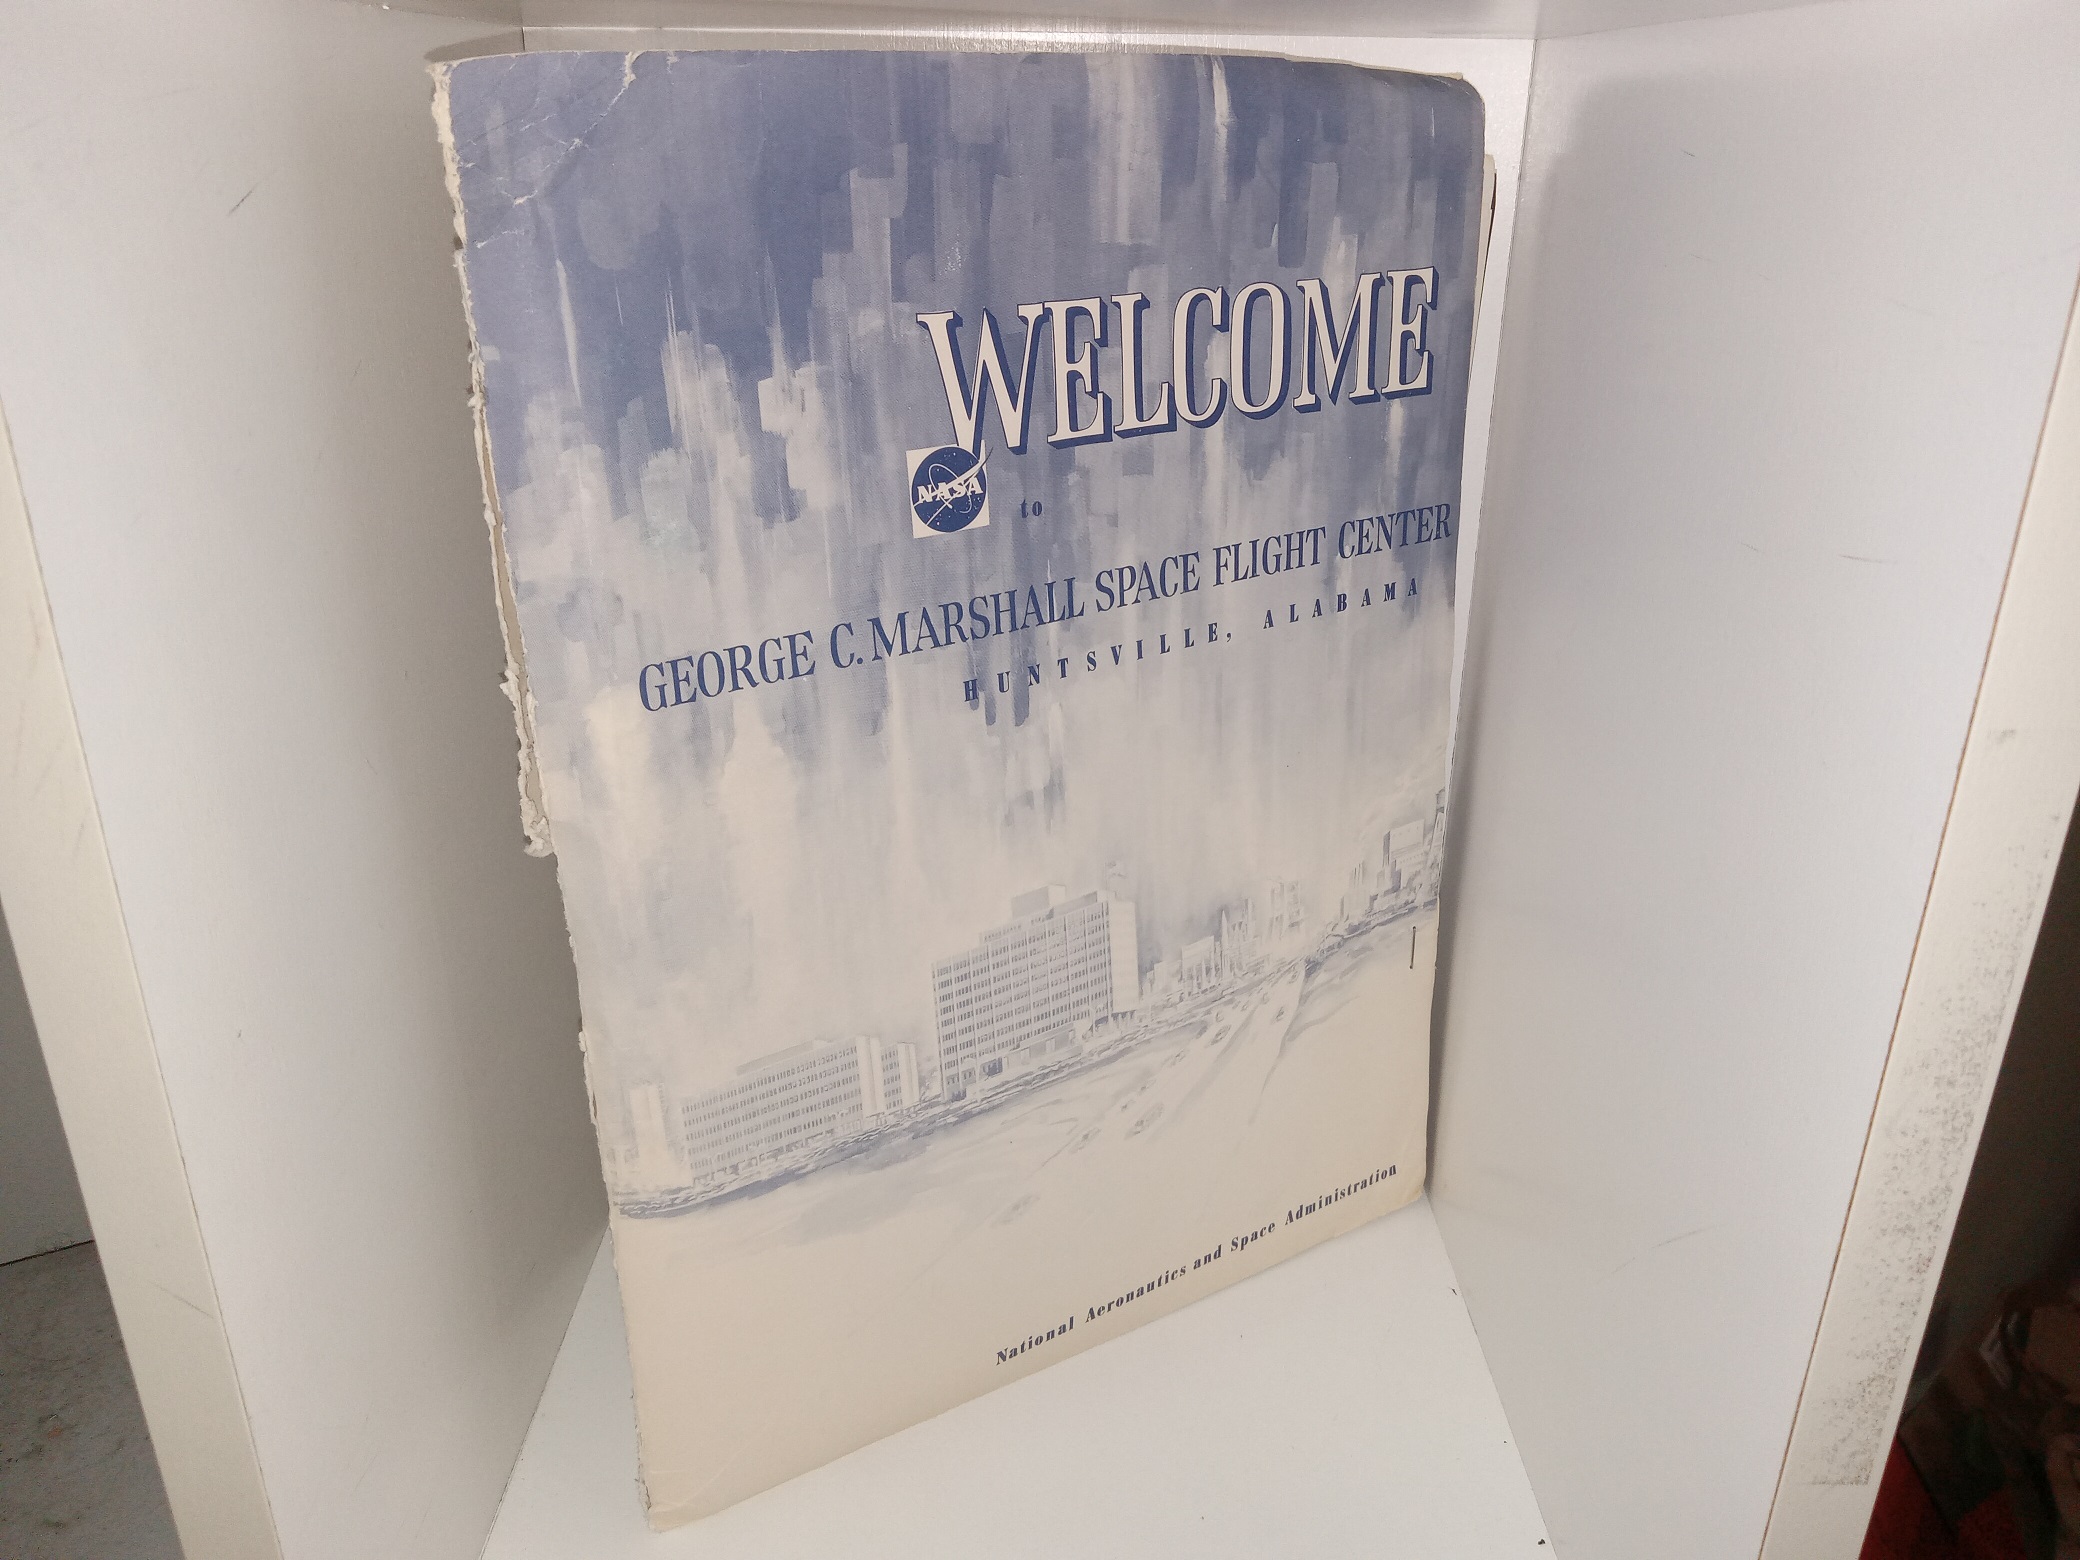 WELCOME
NASA
to
GEORGE C. MARSHALL SPACE FLIGHT CENTER
HUNTSVILLE, ALABAMA
National Aeronautics and Space Administration